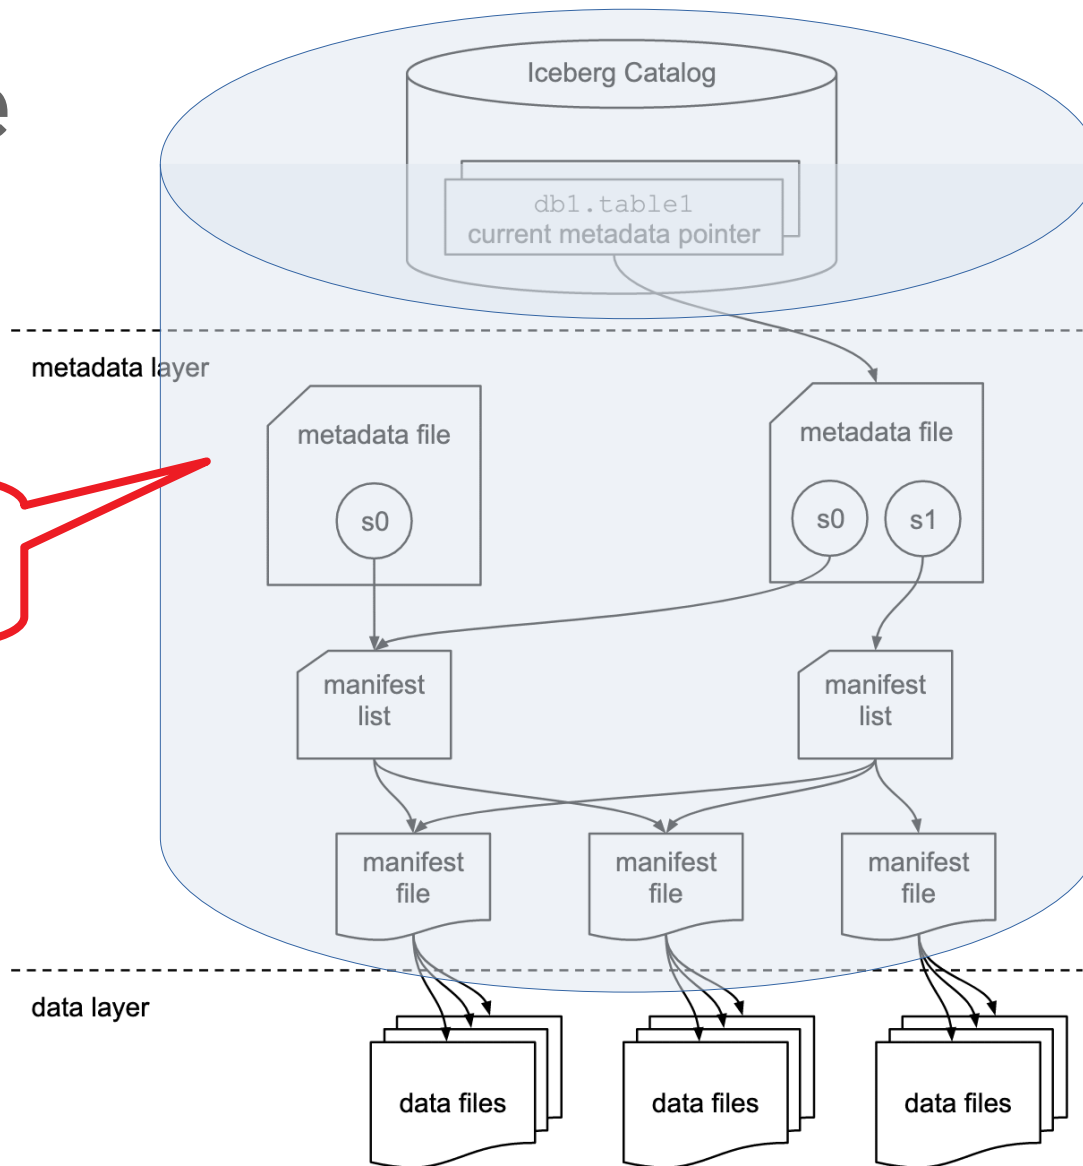 e
Iceberg Catalog
db1.table1
current metadata pointer
metadata layer
metadata file
metadata file
s0
s0
s1
manifest
list
manifest
list
manifest
file
manifest
file
manifest
file
data layer
data files
data files
data files